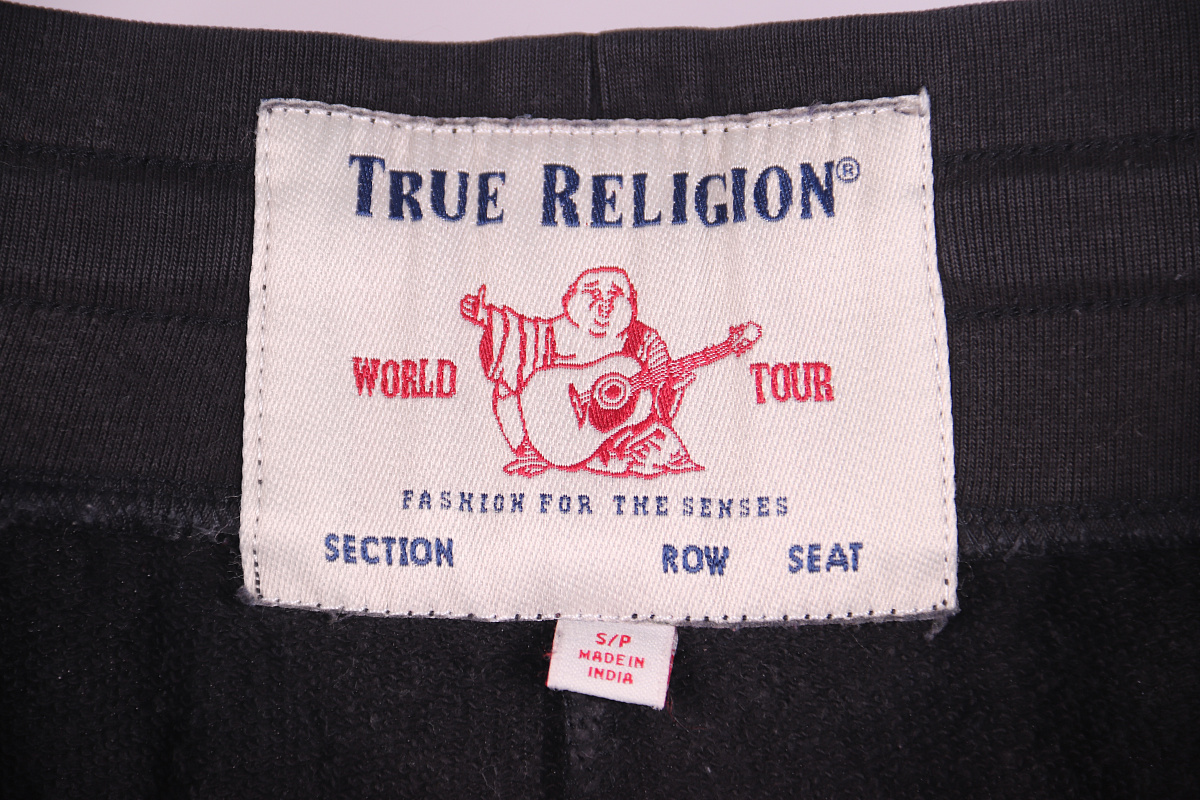 TRUE RELIGION®
WORLD TOUR
FASHION FOR THE SENSES
SECTION ROW SEAT
S/P
MADE IN
INDIA